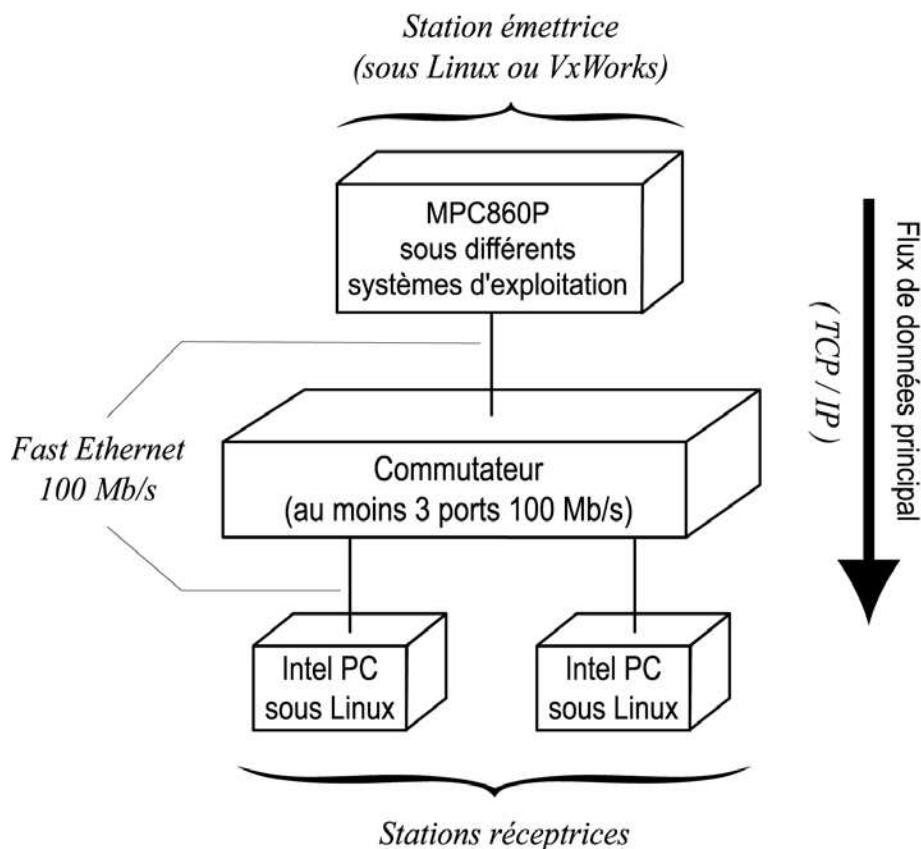 Station émettrice
(sous Linux ou VxWorks)
MPC860P
sous différents
systèmes d'exploitation
Flux de données principal
( TCP / IP )
Fast Ethernet
100 Mb/s
Commutateur
(au moins 3 ports 100 Mb/s)
Intel PC
sous Linux
Intel PC
sous Linux
Stations réceptrices